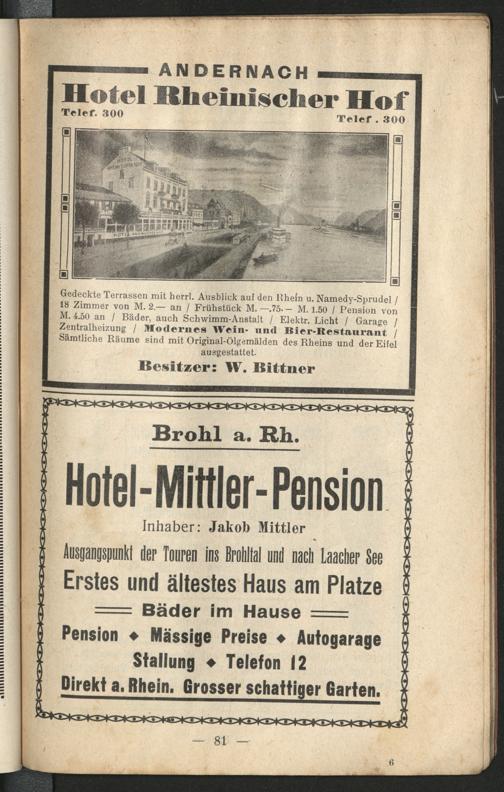 ANDERNACH
Hotel Rheinischer Hof
Telef. 300
Telef. 300
Gedeckte Terrassen mit herrl. Ausblick auf den Rhein u. Namedy-Sprudel /
18 Zimmer von M. 2.— an / Frühstück M. —.75.— M. 1.50 / Pension von
M. 4.50 an / Bäder, auch Schwimm-Anstalt / Elektr. Licht / Garage /
Zentralheizung / Modernes Wein- und Bier-Restaurant /
Sämtliche Räume sind mit Original-Ölgemälden des Rheins und der Eifel
ausgestattet.
Besitzer: W. Bittner
Brohl a. Rh.
Hotel-Mittler-Pension
Inhaber: Jakob Mittler
Ausgangspunkt der Touren ins Brohltal und nach Laacher See
Erstes und ältestes Haus am Platze
Bäder im Hause
Pension ◆ Mässige Preise ◆ Autogarage
Stallung ◆ Telefon 12
Direkt a. Rhein. Grosser schattiger Garten.
— 81 —
6